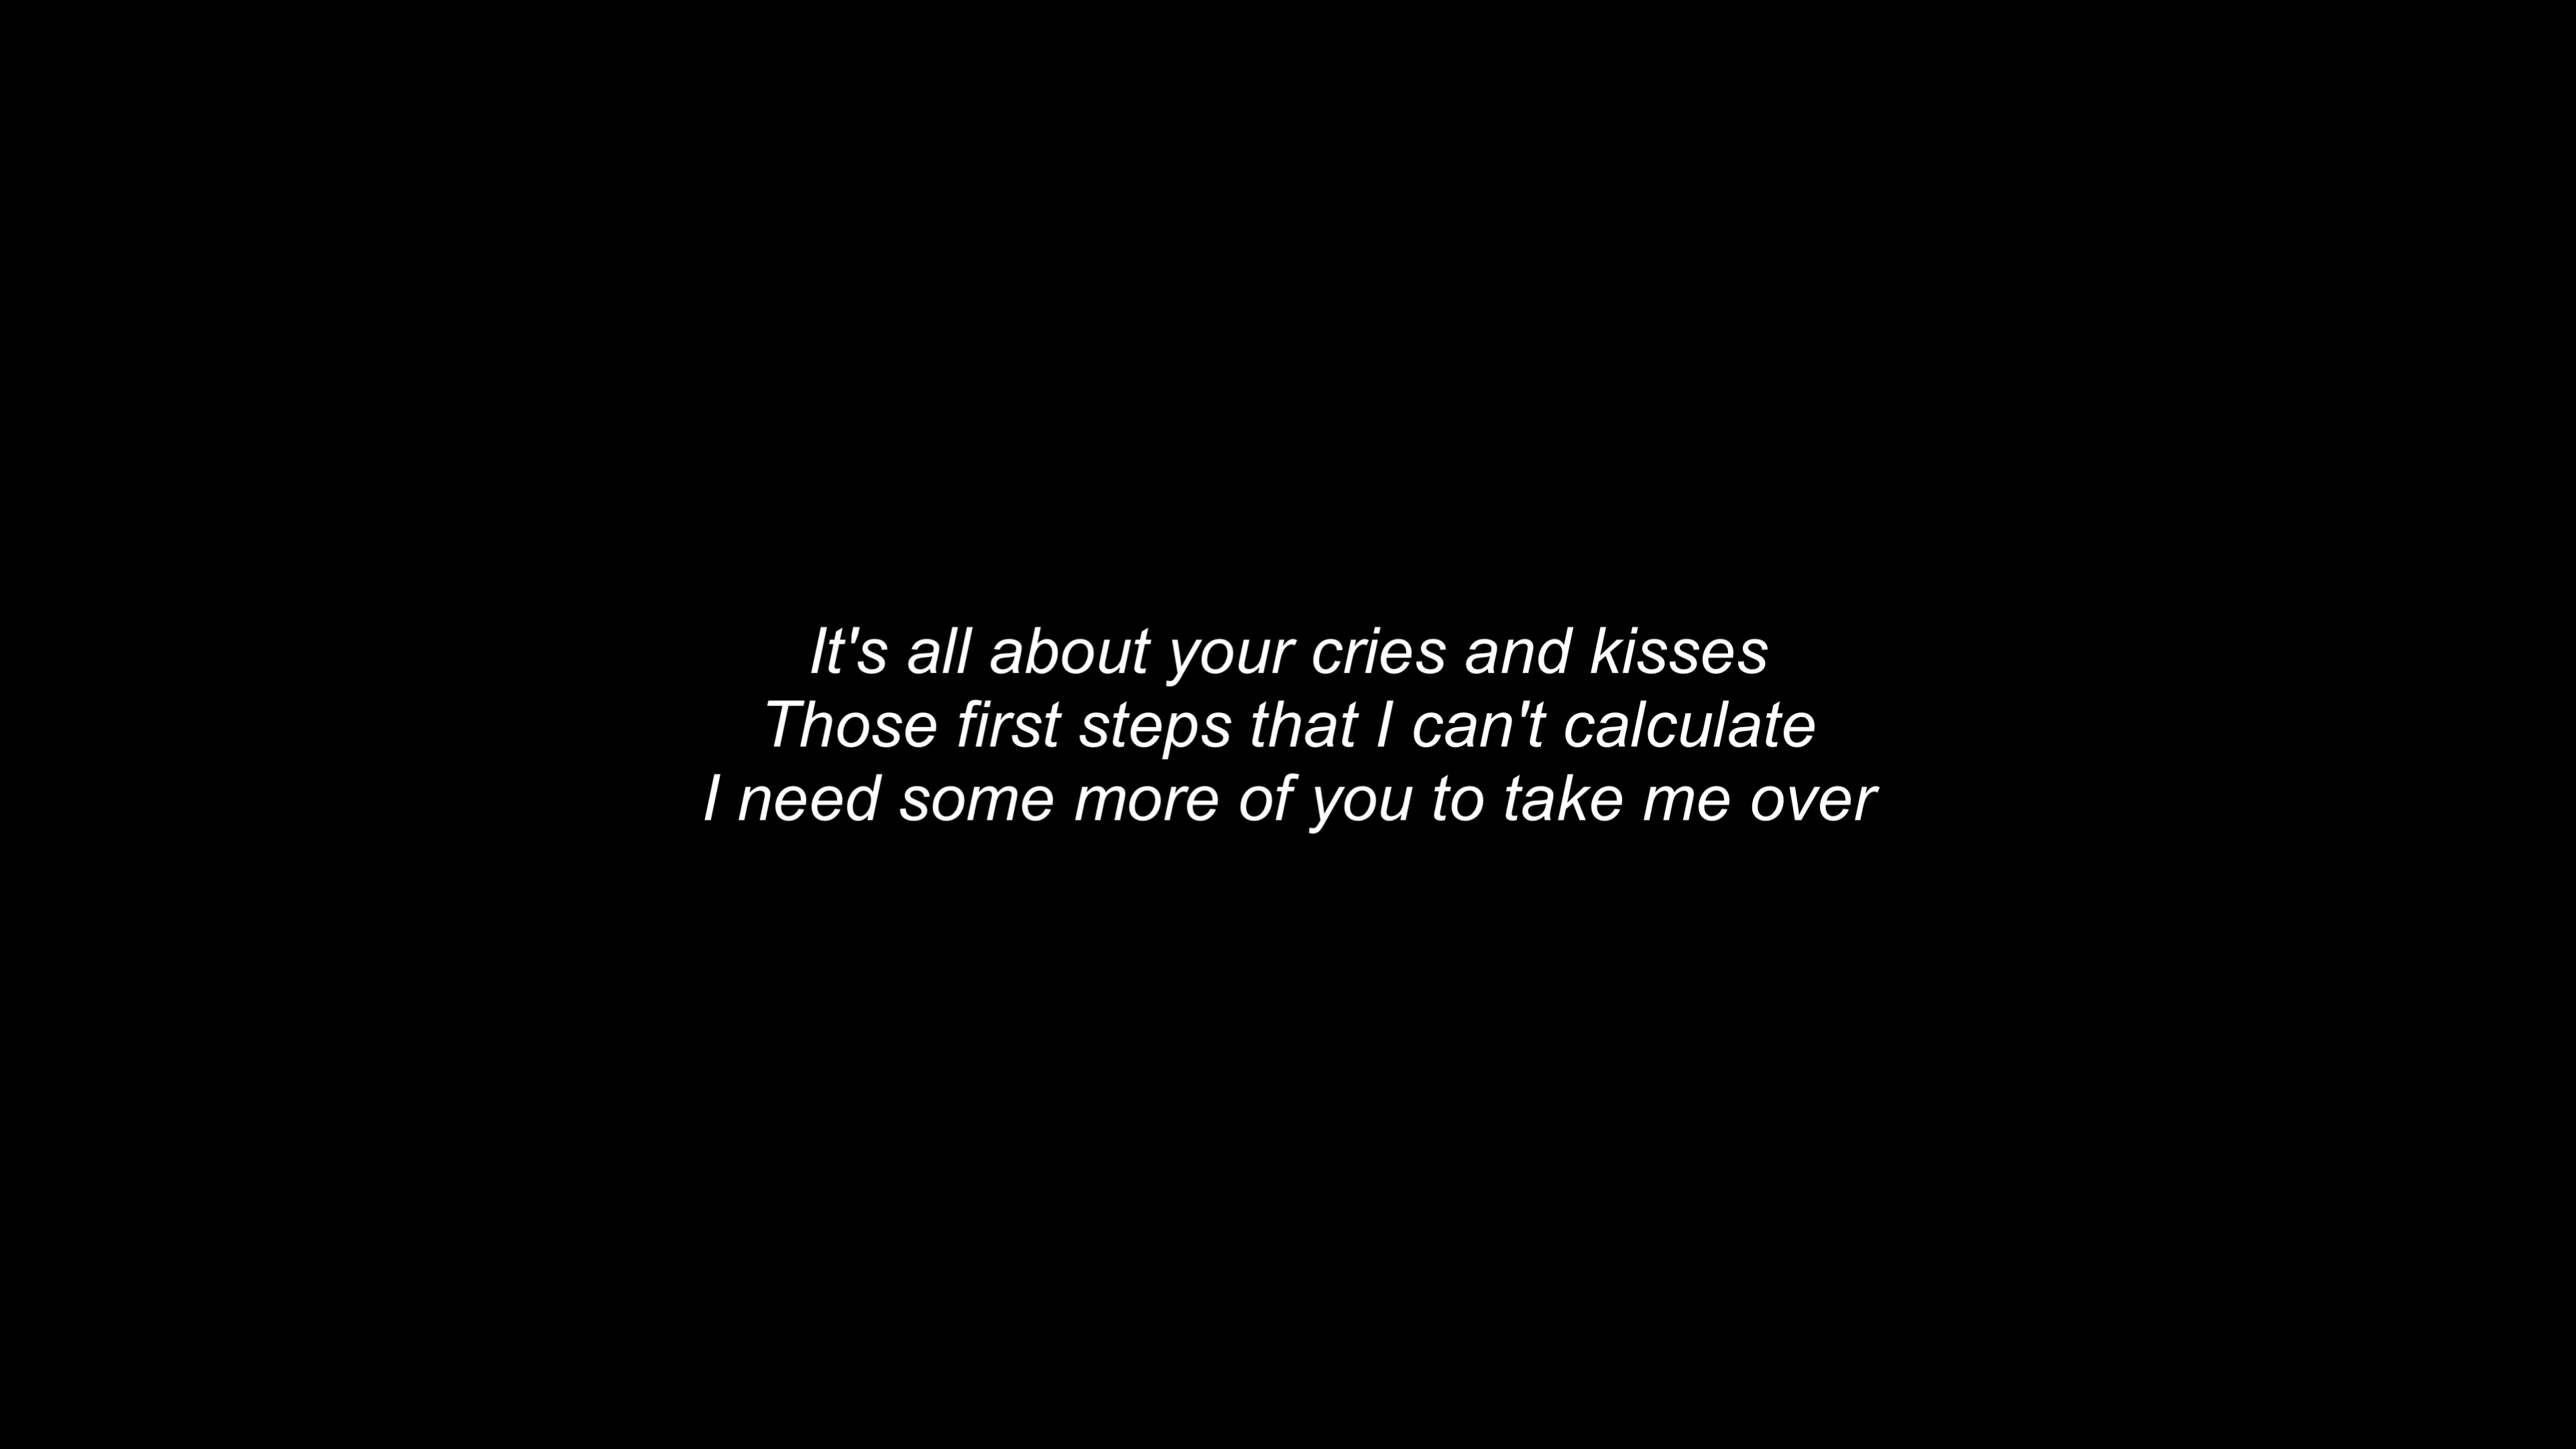 It's all about your cries and kisses
Those first steps that I can't calculate
I need some more of you to take me over